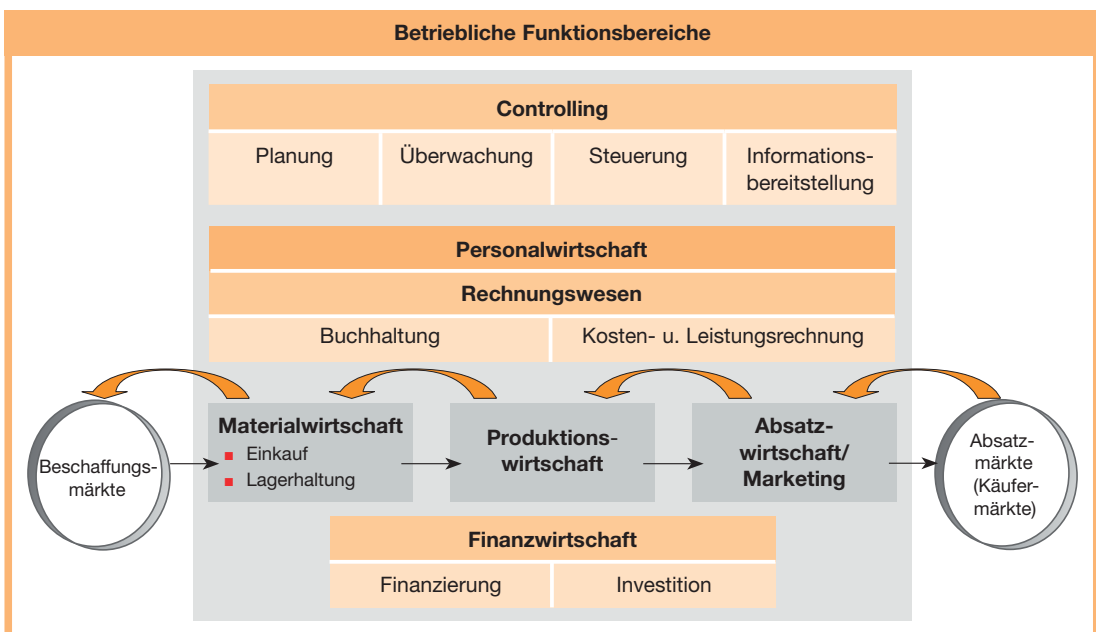 Betriebliche Funktionsbereiche
Controlling
Planung
Überwachung
Steuerung
Informations-
bereitstellung
Personalwirtschaft
Rechnungswesen
Buchhaltung
Kosten- u. Leistungsrechnung
Beschaffungs-
märkte
Materialwirtschaft
Einkauf
Lagerhaltung
Produktions-
wirtschaft
Absatz-
wirtschaft/
Marketing
Absatz-
märkte
(Käufer-
märkte)
Finanzwirtschaft
Finanzierung
Investition